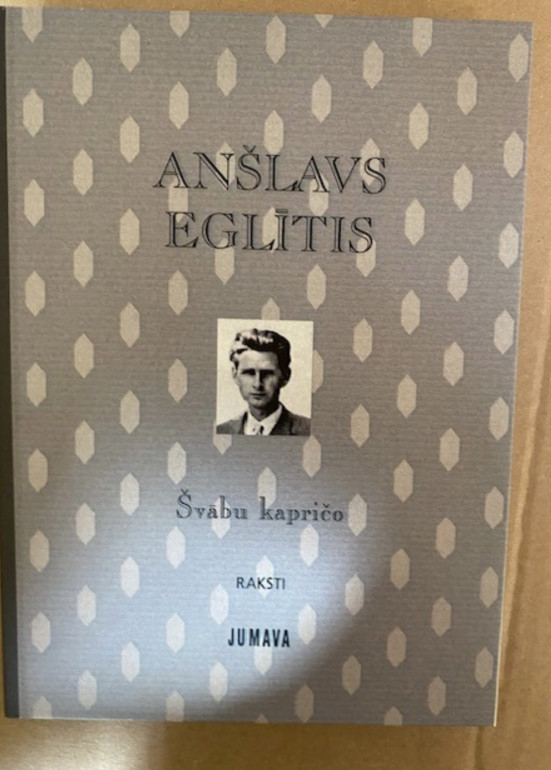 ANŠLAVS
EGLĪTIS
Švābu kapričo
RAKSTI
JUMAVA